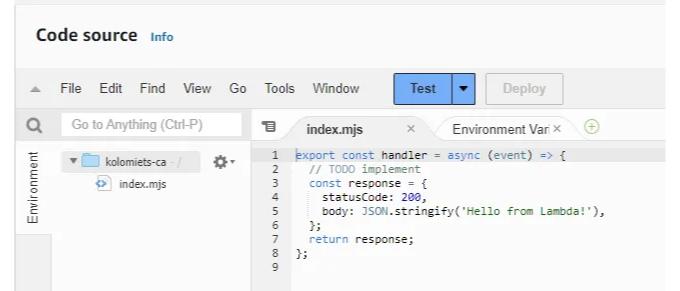 Code source Info
File Edit Find View Go Tools Window Test Deploy
Go to Anything (Ctrl-P)
index.mjs × Environment Var ×
Environment
kolomiets-ca - /
index.mjs
1 export const handler = async (event) => {
2 // TODO implement
3 const response = {
4 statusCode: 200,
5 body: JSON.stringify('Hello from Lambda!'),
6 };
7 return response;
8 };
9